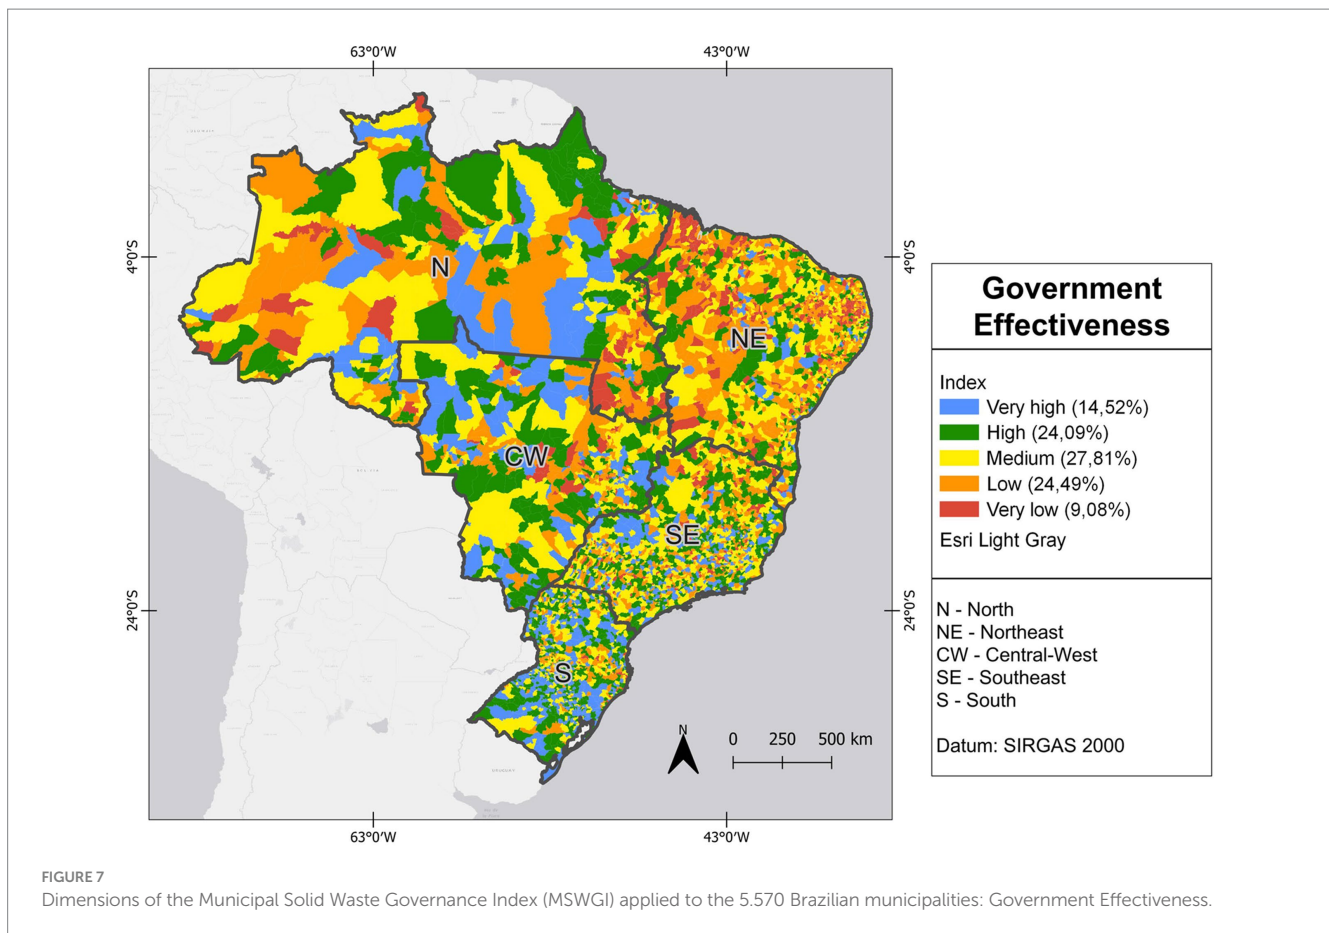 63°0'W
43°0'W
4°0'S
4°0'S
N
NE
CW
SE
S
24°0'S
24°0'S
N
0 250 500 km
63°0'W
43°0'W
Government
Effectiveness
Index
Very high (14,52%)
High (24,09%)
Medium (27,81%)
Low (24,49%)
Very low (9,08%)
Esri Light Gray
N - North
NE - Northeast
CW - Central-West
SE - Southeast
S - South
Datum: SIRGAS 2000
FIGURE 7
Dimensions of the Municipal Solid Waste Governance Index (MSWGI) applied to the 5.570 Brazilian municipalities: Government Effectiveness.